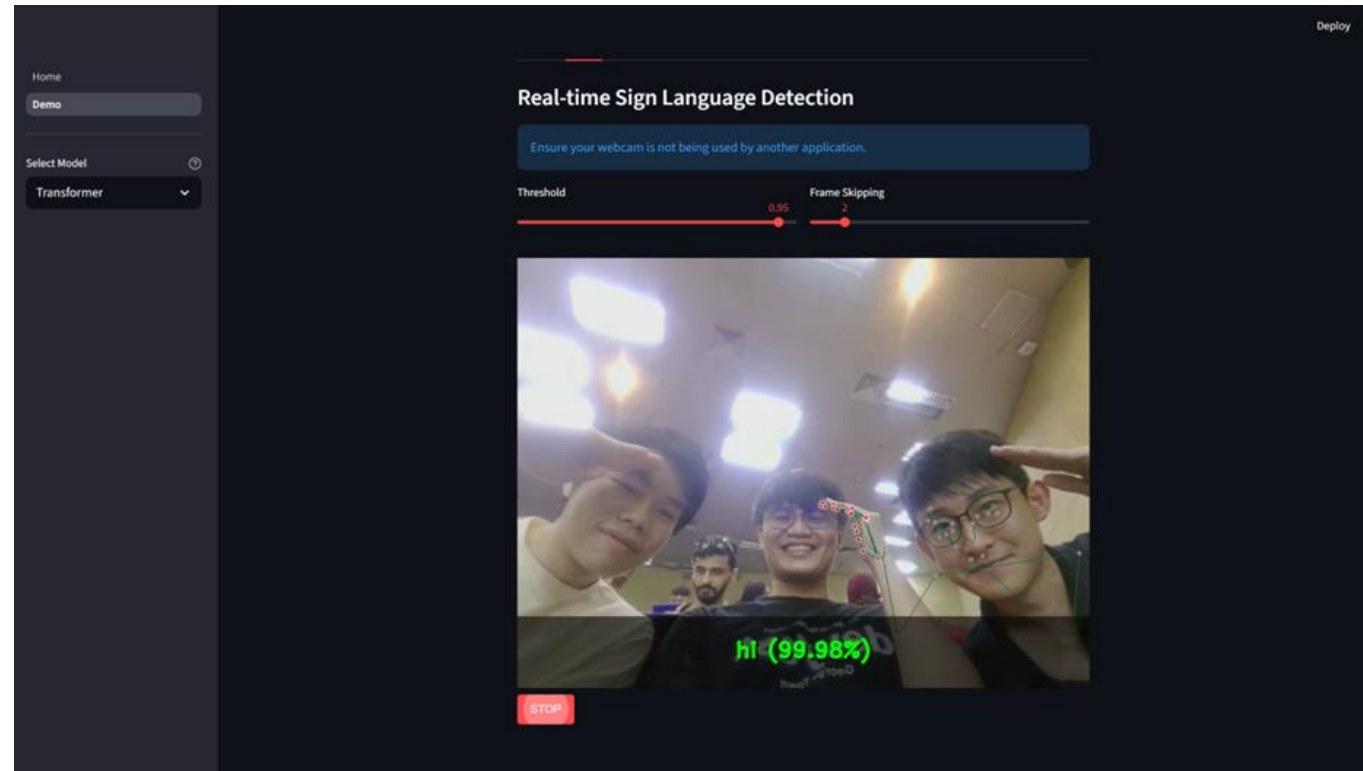 Deploy
Home
Demo
Select Model
Transformer
Real-time Sign Language Detection
Ensure your webcam is not being used by another application.
Threshold
Frame Skipping
0.95
2
hi (99.98%)
STOP